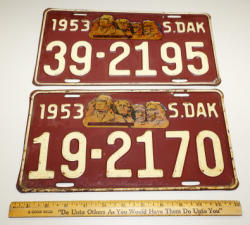 1953 S.DAK
39-2195
1953 S.DAK
19-2170
"Do Unto Others As You Would Have Them Do Unto You"